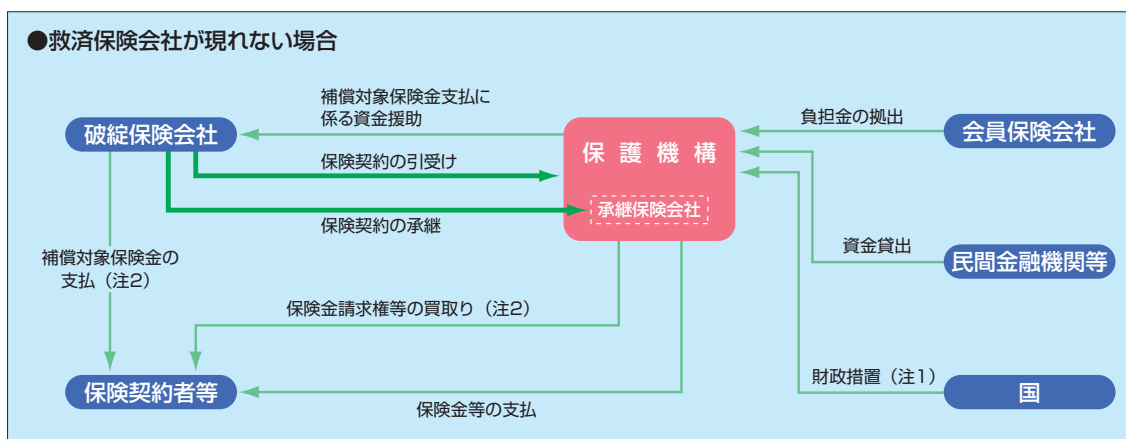 ●救済保険会社が現れない場合
補償対象保険金支払に
係る資金援助
負担金の拠出
破綻保険会社
保護機構
会員保険会社
保険契約の引受け
承継保険会社
保険契約の承継
補償対象保険金の
支払(注2)
資金貸出
民間金融機関等
保険金請求権等の買取り(注2)
財政措置(注1)
保険契約者等
国
保険金等の支払